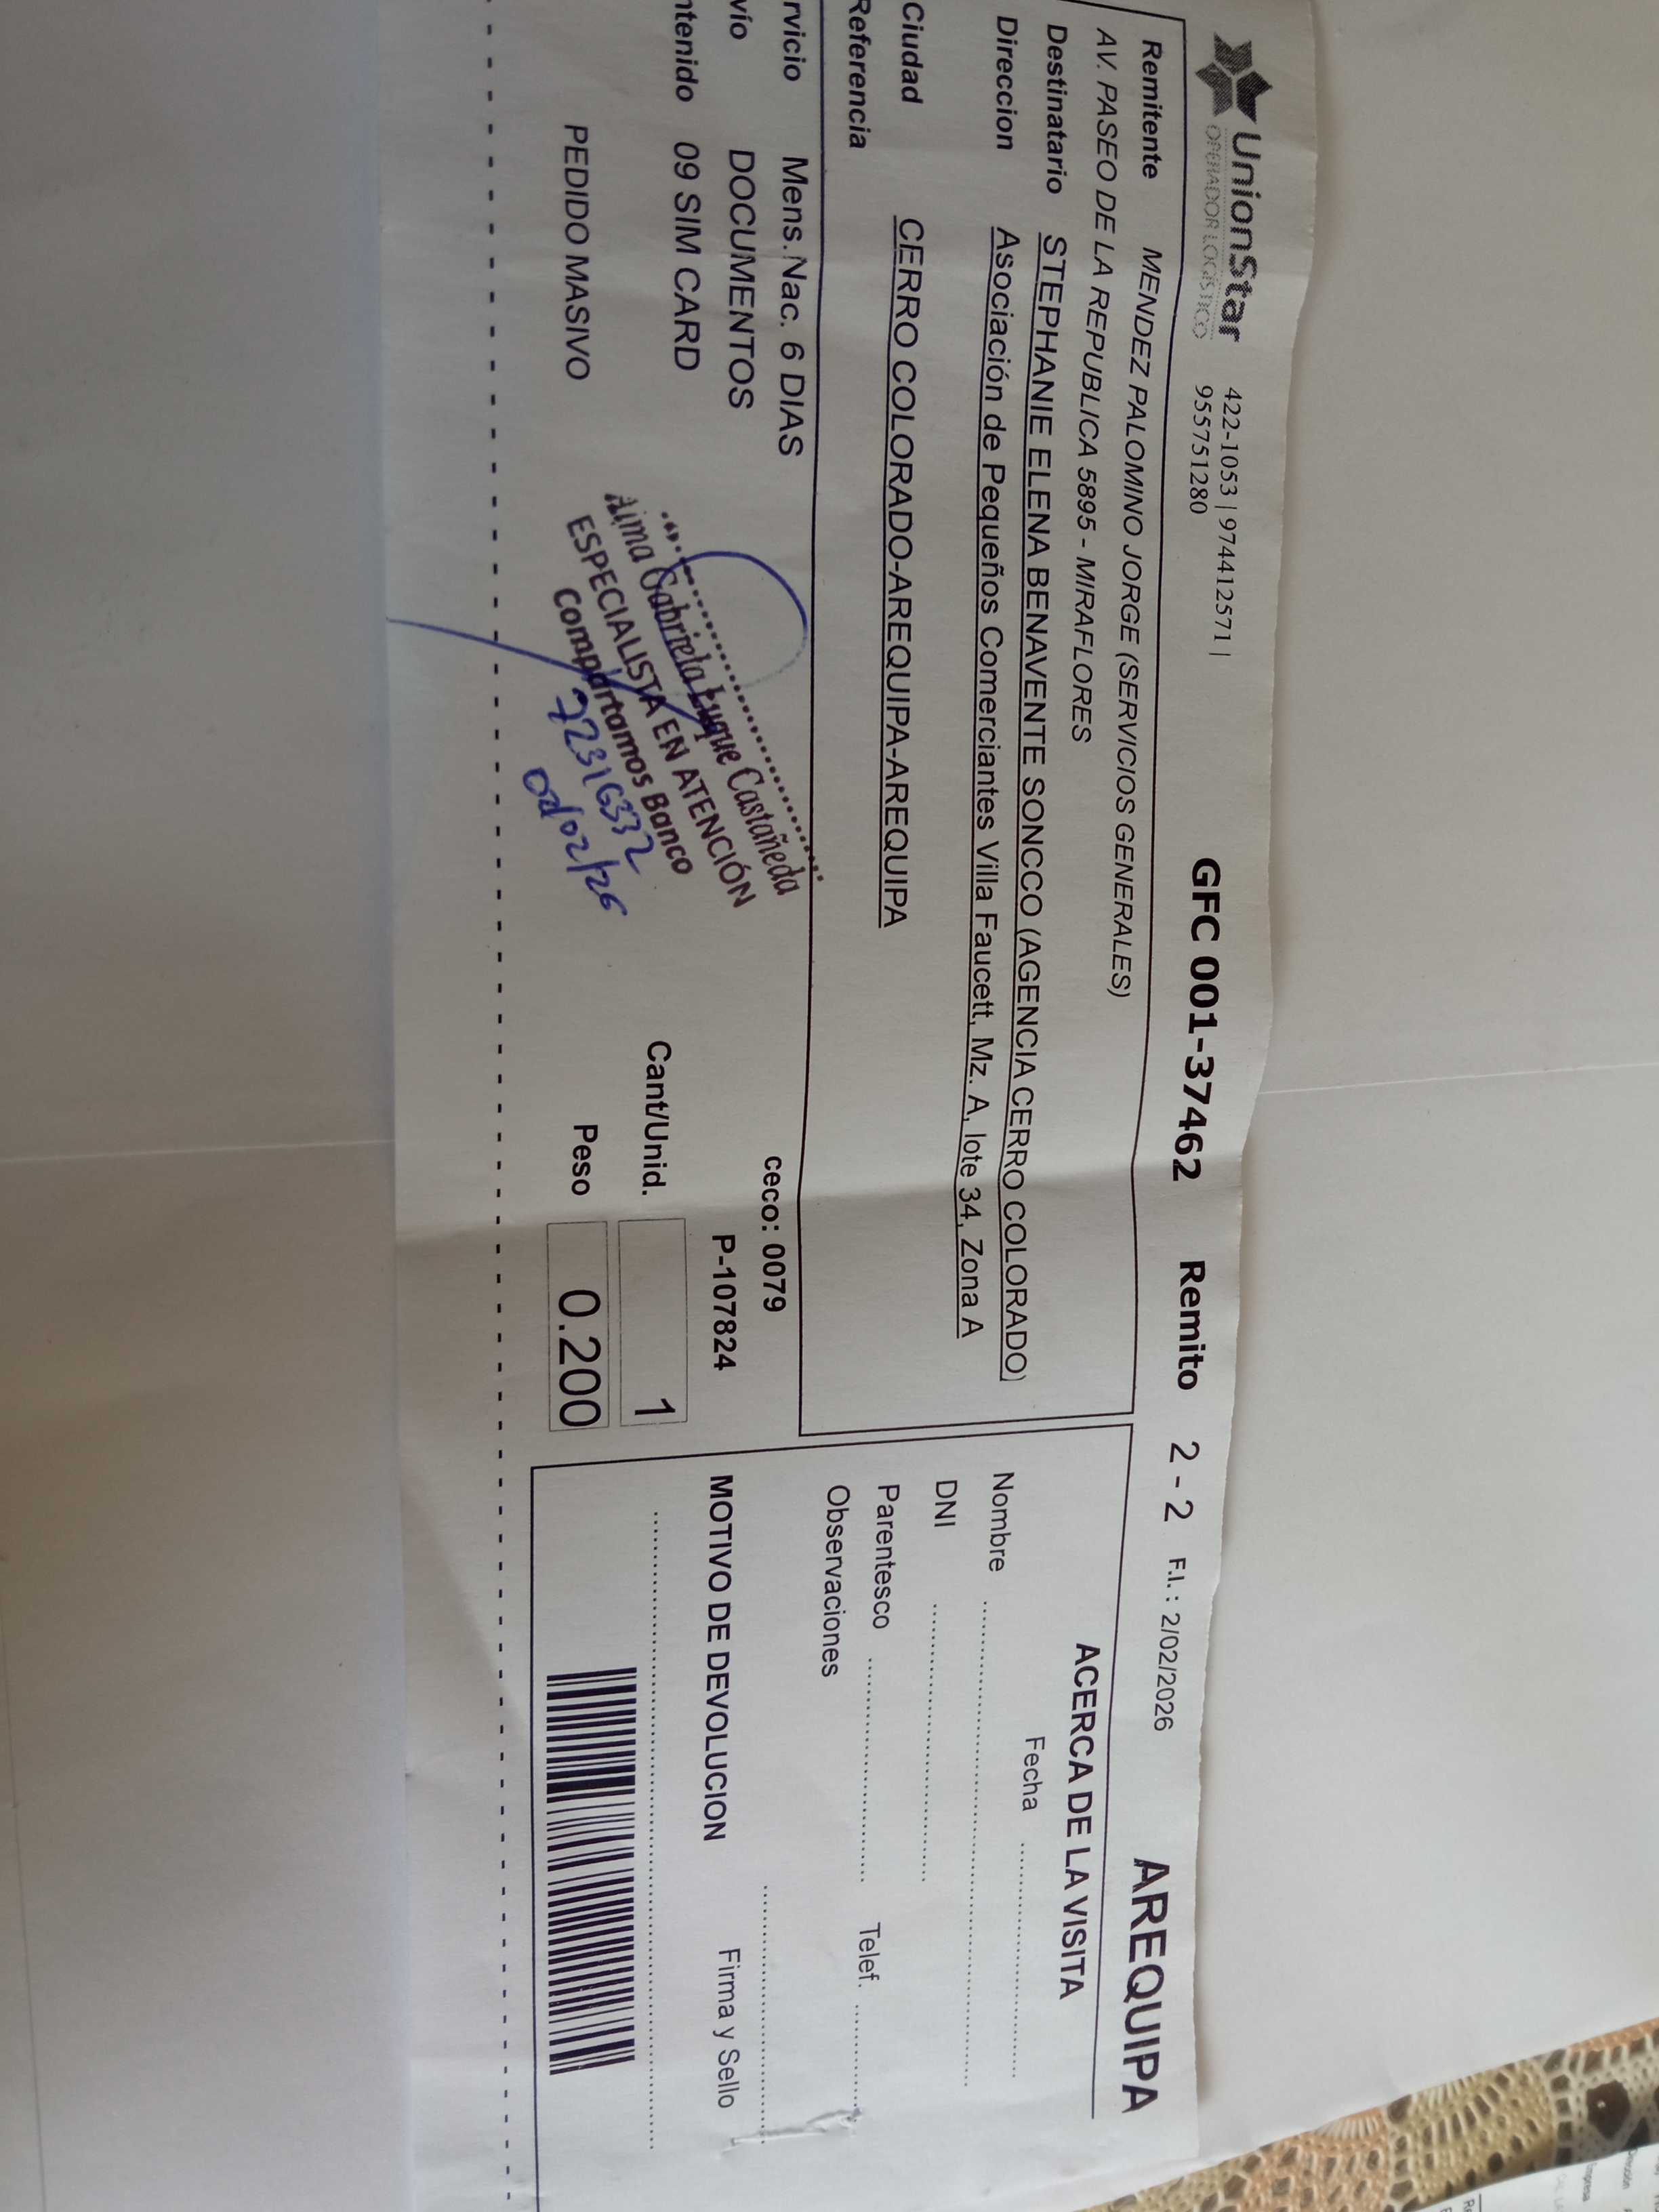 UnionStar
OPERADOR LOGISTICO
422-1053 | 974412571 |
955751280
GFC 001-37462 Remito 2 - 2 F.I. : 2/02/2026 AREQUIPA
Remitente MENDEZ PALOMINO JORGE (SERVICIOS GENERALES)
AV. PASEO DE LA REPUBLICA 5895 - MIRAFLORES
Destinatario STEPHANIE ELENA BENAVENTE SONCCO (AGENCIA CERRO COLORADO)
Direccion Asociación de Pequeños Comerciantes Villa Faucett, Mz. A, lote 34, Zona A
Ciudad CERRO COLORADO-AREQUIPA-AREQUIPA
Referencia
rvicio Mens.Nac. 6 DIAS
vío DOCUMENTOS
ntenido 09 SIM CARD
PEDIDO MASIVO
Gabriela Luque Castañeda
ESPECIALISTA EN ATENCIÓN
Compartamos Banco
72316332
02/02/26
ceco: 0079
P-107824
Cant/Unid. 1
Peso 0.200
ACERCA DE LA VISITA
Fecha
Nombre
DNI
Parentesco Telef.
Observaciones
MOTIVO DE DEVOLUCION Firma y Sello